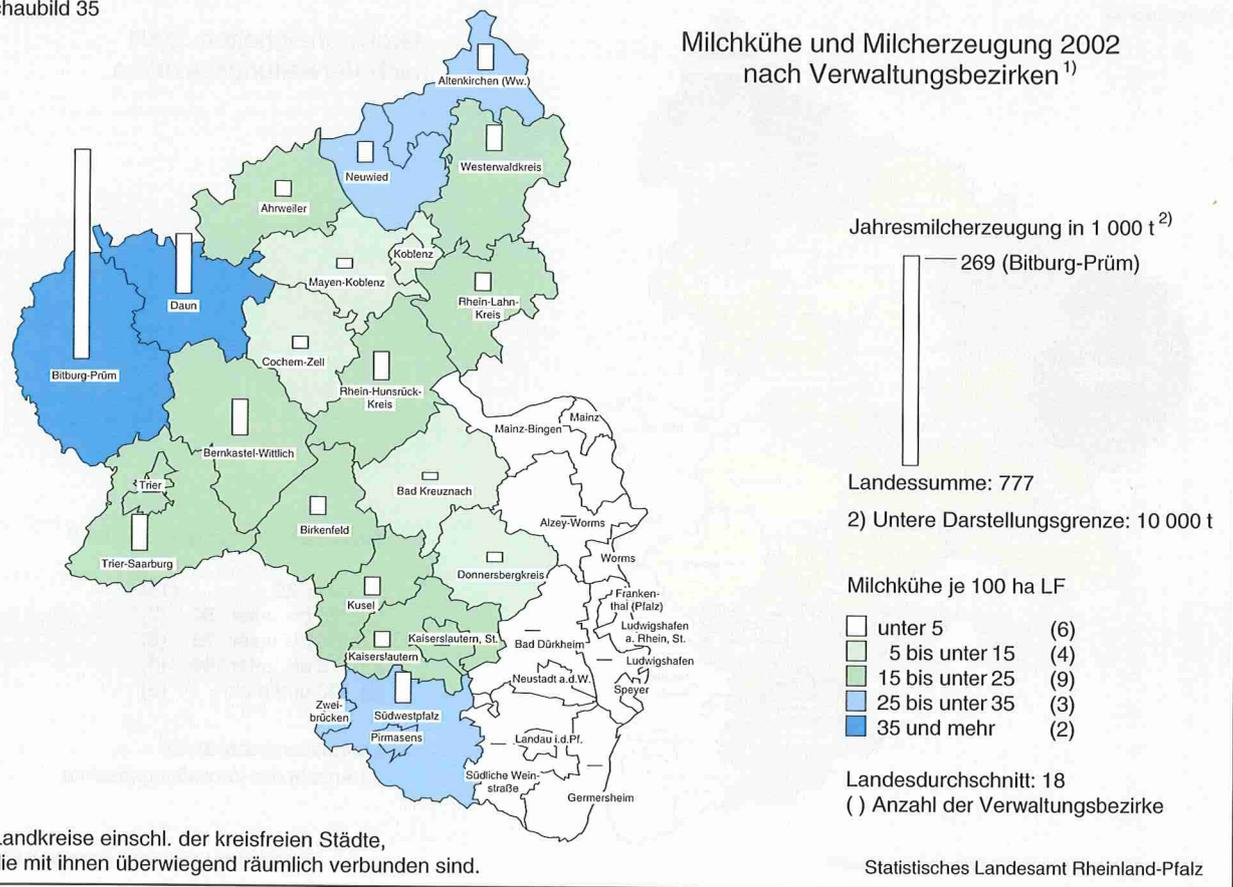 chaubild 35
Milchkühe und Milcherzeugung 2002
nach Verwaltungsbezirken 1)
Altenkirchen (Ww.)
Neuwied
Westerwaldkreis
Ahrweiler
Koblenz
Mayen-Koblenz
Rhein-Lahn-
Kreis
Daun
Cochem-Zell
Bitburg-Prüm
Rhein-Hunsrück-
Kreis
Mainz-Bingen
Mainz
Bernkastel-Wittlich
Trier
Bad Kreuznach
Birkenfeld
Alzey-Worms
Trier-Saarburg
Worms
Donnersbergkreis
Kusel
Franken-
thal (Pfalz)
Ludwigshafen
a. Rhein, St.
Kaiserslautern, St.
Kaiserslautern
Bad Dürkheim
Ludwigshafen
Neustadt a.d.W.
Speyer
Zwei-
brücken
Südwestpfalz
Pirmasens
Landau i.d.Pf.
Südliche Wein-
straße
Germersheim
Jahresmilcherzeugung in 1 000 t 2)
269 (Bitburg-Prüm)
Landessumme: 777
2) Untere Darstellungsgrenze: 10 000 t
Milchkühe je 100 ha LF
unter 5 (6)
5 bis unter 15 (4)
15 bis unter 25 (9)
25 bis unter 35 (3)
35 und mehr (2)
Landesdurchschnitt: 18
( ) Anzahl der Verwaltungsbezirke
Landkreise einschl. der kreisfreien Städte,
die mit ihnen überwiegend räumlich verbunden sind.
Statistisches Landesamt Rheinland-Pfalz